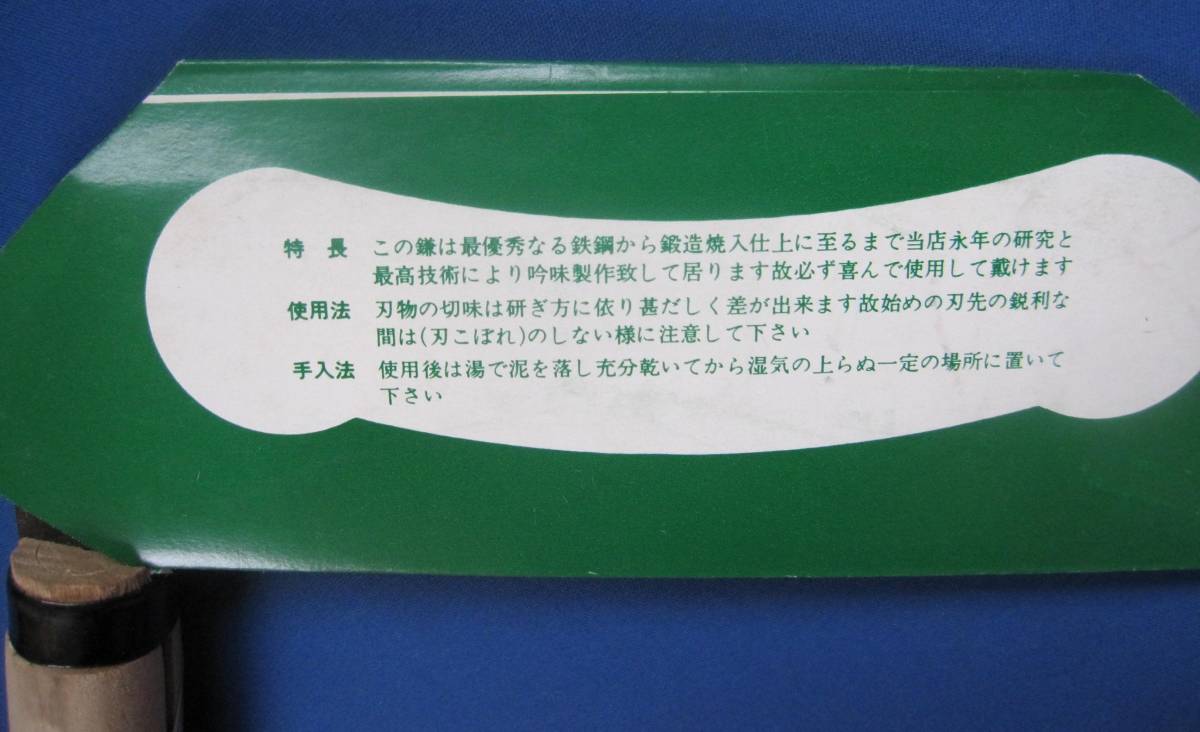 特長 この鎌は最優秀なる鉄鋼から鍛造焼入仕上に至るまで当店永年の研究と
最高技術により吟味製作致して居ります故必ず喜んで使用して戴けます
使用法 刃物の切味は研ぎ方に依り甚だしく差が出来ます故始めの刃先の鋭利な
間は(刃こぼれ)のしない様に注意して下さい
手入法 使用後は湯で泥を落し充分乾いてから湿気の上らぬ一定の場所に置いて
下さい